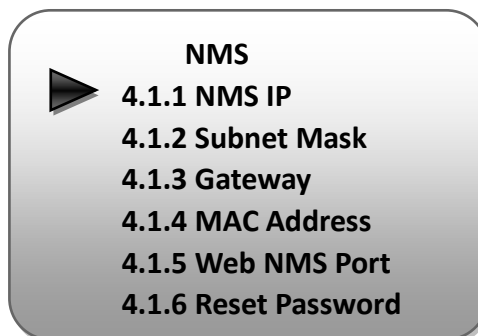 NMS
4.1.1 NMS IP
4.1.2 Subnet Mask
4.1.3 Gateway
4.1.4 MAC Address
4.1.5 Web NMS Port
4.1.6 Reset Password